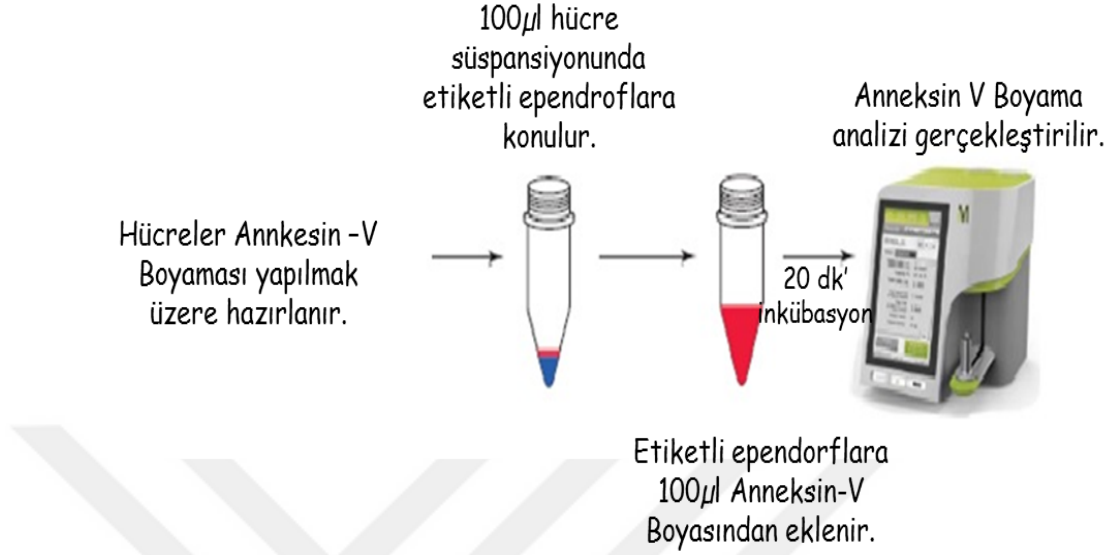 100µl hücre
süspansiyonunda
etiketli ependroflara
konulur.
Anneksin V Boyama
analizi gerçekleştirilir.
Hücreler Annkesin –V
Boyaması yapılmak
üzere hazırlanır.
20 dk'
inkübasyon
Etiketli ependorflara
100µl Anneksin-V
Boyasından eklenir.